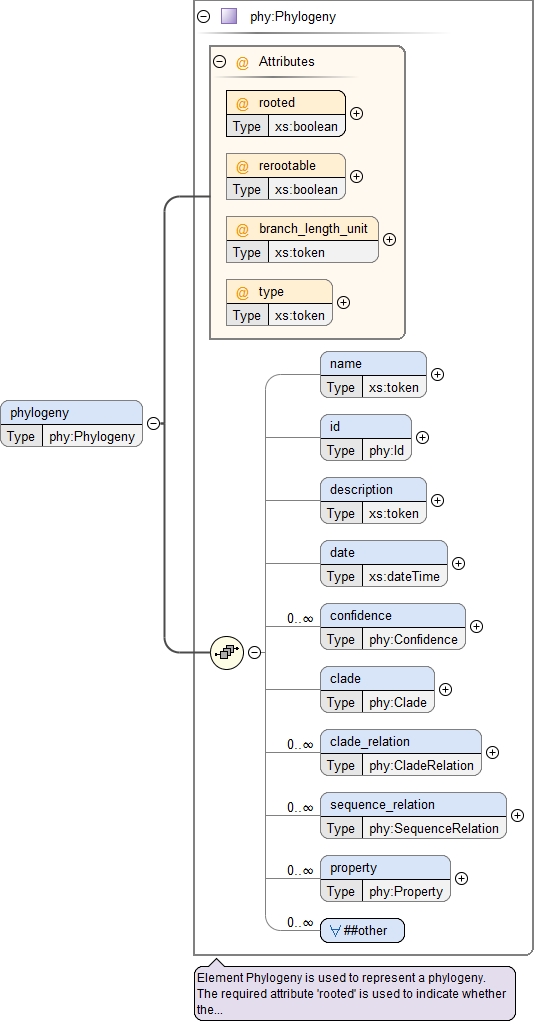 phy:Phylogeny
@ Attributes
@ rooted
Type xs:boolean
@ rerootable
Type xs:boolean
@ branch_length_unit
Type xs:token
@ type
Type xs:token
phylogeny
Type phy:Phylogeny
name
Type xs:token
id
Type phy:Id
description
Type xs:token
date
Type xs:dateTime
0..∞ confidence
Type phy:Confidence
clade
Type phy:Clade
0..∞ clade_relation
Type phy:CladeRelation
0..∞ sequence_relation
Type phy:SequenceRelation
0..∞ property
Type phy:Property
0..∞ ##other
Element Phylogeny is used to represent a phylogeny.
The required attribute 'rooted' is used to indicate whether
the...